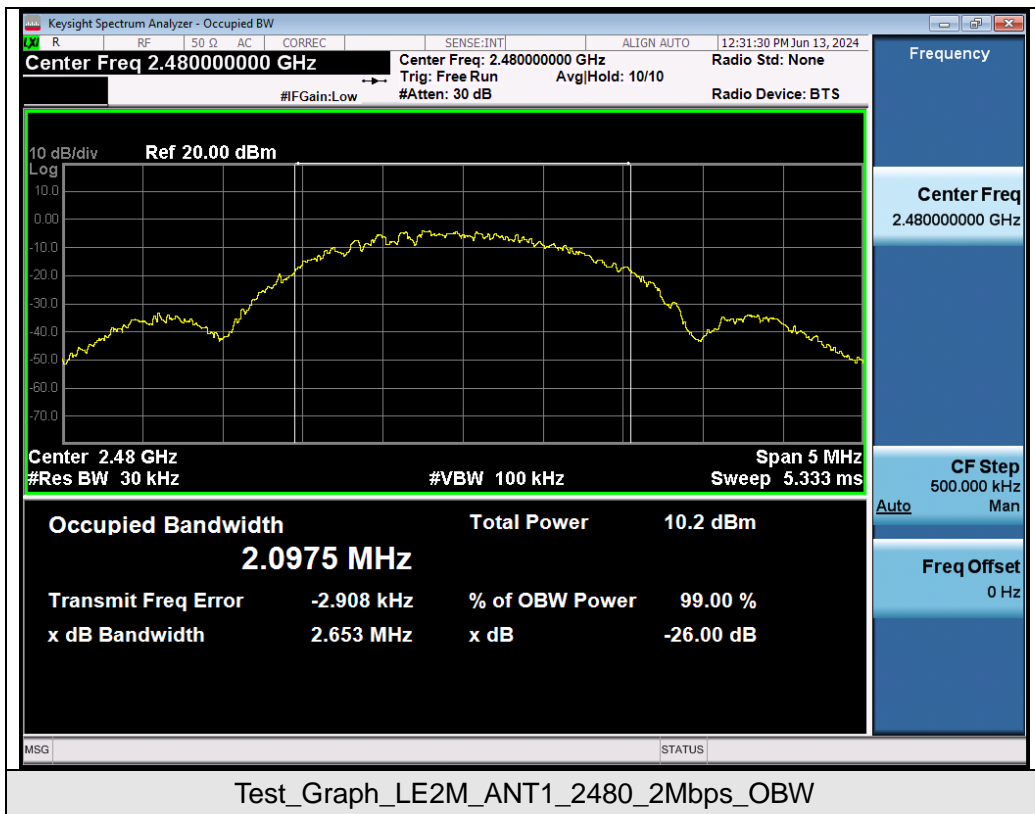 Keysight Spectrum Analyzer - Occupied BW
LXI R RF 50 Ω AC CORREC SENSE:INT ALIGN AUTO 12:31:30 PM Jun 13, 2024
Center Freq 2.480000000 GHz
Center Freq: 2.480000000 GHz
Radio Std: None
Trig: Free Run Avg|Hold: 10/10
#IFGain:Low
#Atten: 30 dB
Radio Device: BTS
10 dB/div Ref 20.00 dBm
Log
10.0
0.00
-10.0
-20.0
-30.0
-40.0
-50.0
-60.0
-70.0
Center 2.48 GHz
Span 5 MHz
#Res BW 30 kHz
#VBW 100 kHz
Sweep 5.333 ms
Occupied Bandwidth
Total Power 10.2 dBm
2.0975 MHz
Transmit Freq Error -2.908 kHz
% of OBW Power 99.00 %
x dB Bandwidth 2.653 MHz
x dB -26.00 dB
MSG
STATUS
Frequency
Center Freq
2.480000000 GHz
CF Step
500.000 kHz
Auto Man
Freq Offset
0 Hz
Test_Graph_LE2M_ANT1_2480_2Mbps_OBW